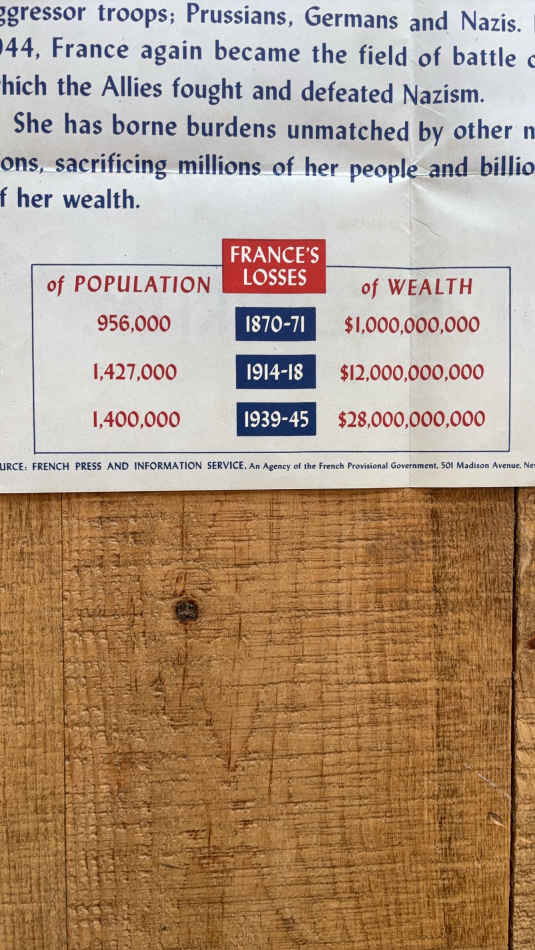 aggressor troops; Prussians, Germans and Nazis.
944, France again became the field of battle
which the Allies fought and defeated Nazism.
She has borne burdens unmatched by other
ons, sacrificing millions of her people and billio
of her wealth.
FRANCE'S
LOSSES
of POPULATION of WEALTH
956,000 1870-71 $1,000,000,000
1,427,000 1914-18 $12,000,000,000
1,400,000 1939-45 $28,000,000,000
URCE: FRENCH PRESS AND INFORMATION SERVICE, An Agency of the French Provisional Government, 501 Madison Avenue, Ne